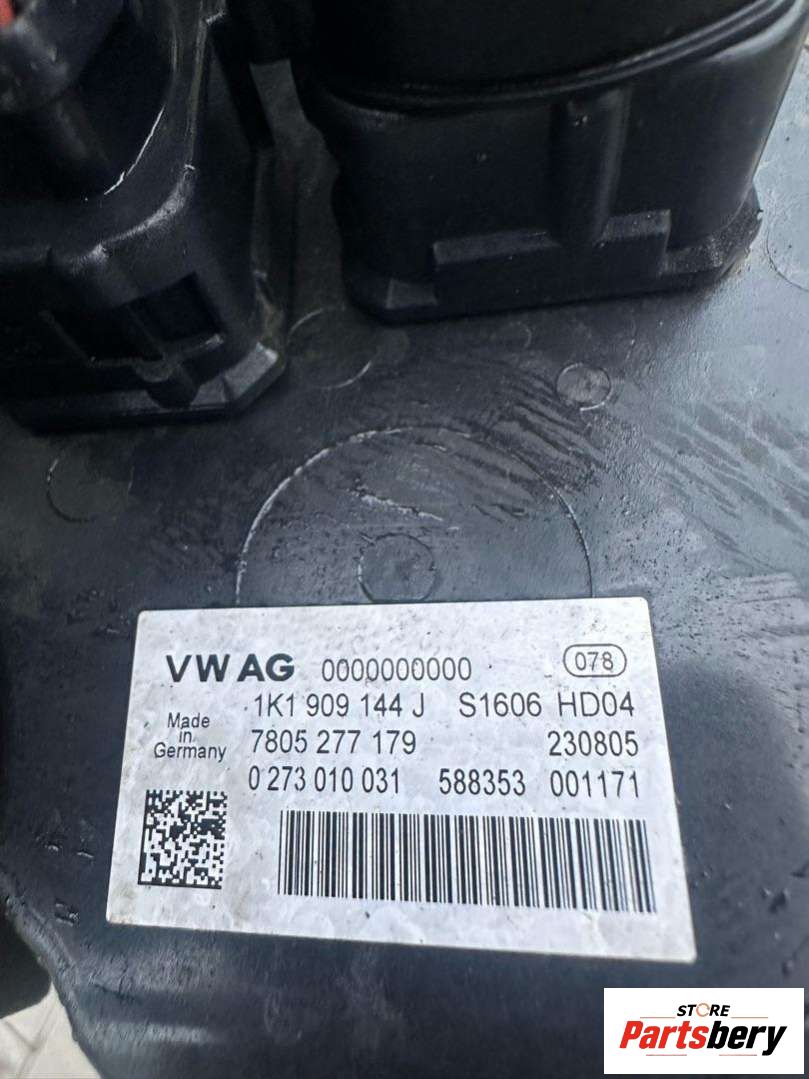 VWAG 0000000000 078
1K1 909 144 J S1606 HD04
Made
in
Germany
7805 277 179 230805
0 273 010 031 588353 001171
STORE
Partsbery